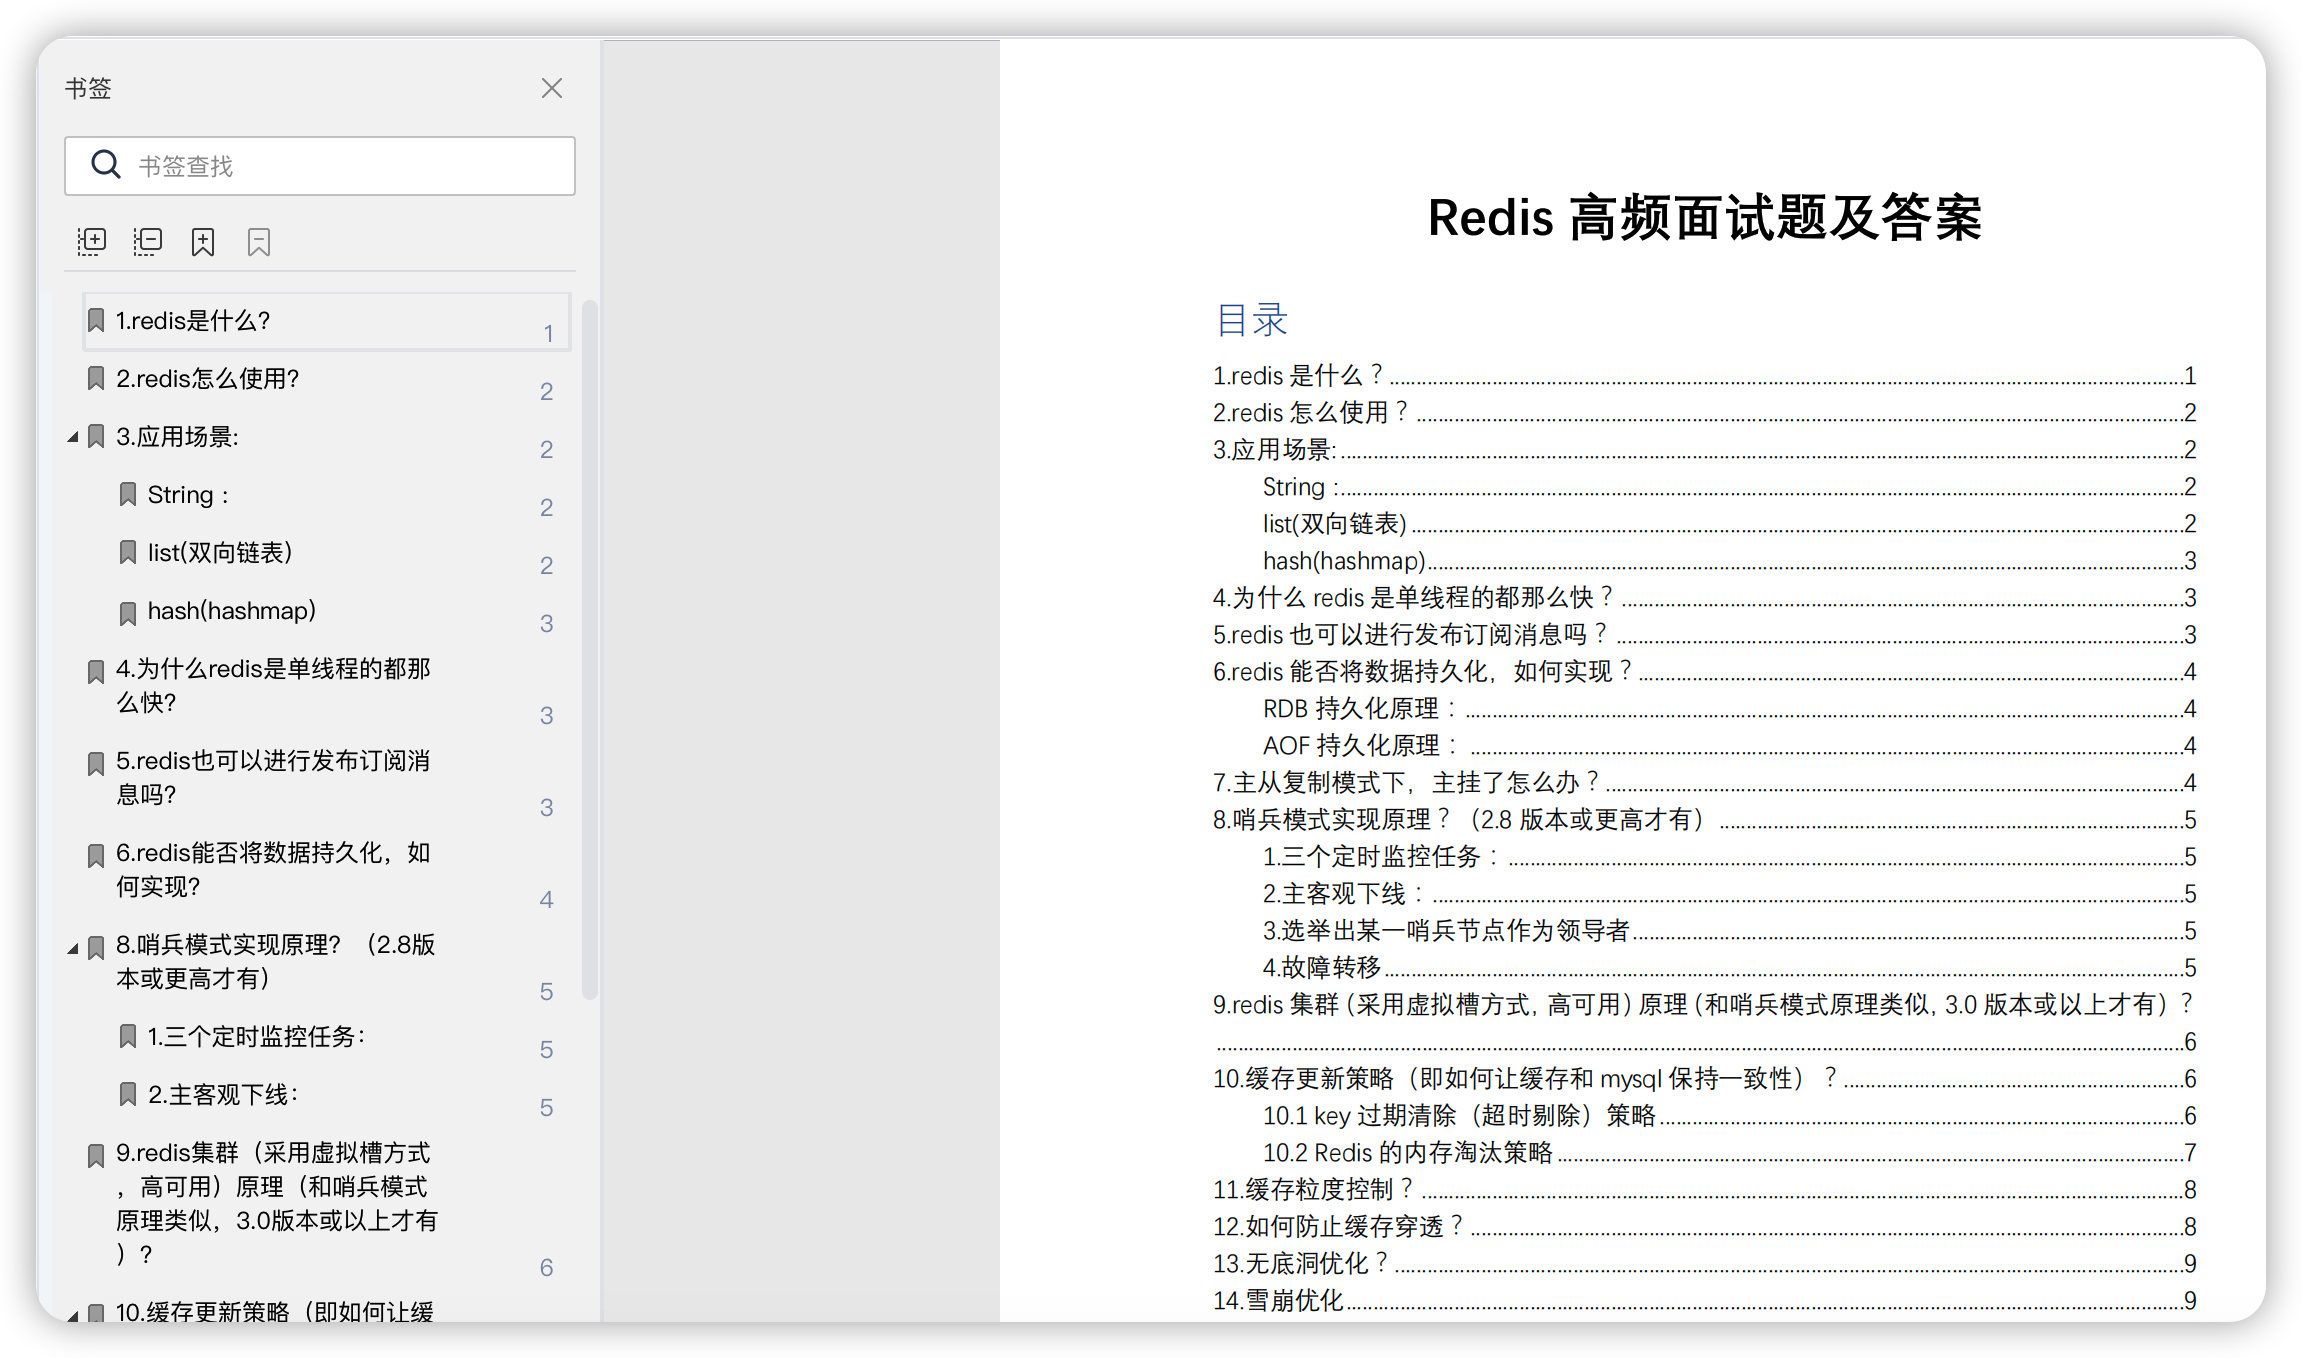 书签
书签查找
1.redis是什么?
1
2.redis怎么使用?
2
3.应用场景:
2
String：
2
list(双向链表)
2
hash(hashmap)
3
4.为什么redis是单线程的都那
么快?
3
5.redis也可以进行发布订阅消
息吗?
3
6.redis能否将数据持久化，如
何实现?
4
8.哨兵模式实现原理? （2.8版
本或更高才有）
5
1.三个定时监控任务：
5
2.主客观下线：
5
9.redis集群（采用虚拟槽方式
，高可用）原理（和哨兵模式
原理类似，3.0版本或以上才有
）?
6
10.缓存更新策略（即如何让缓
Redis 高频面试题及答案
目录
1.redis 是什么？........1
2.redis 怎么使用？........2
3.应用场景:........2
String：........2
list(双向链表)........2
hash(hashmap)........3
4.为什么 redis 是单线程的都那么快？........3
5.redis 也可以进行发布订阅消息吗？........3
6.redis 能否将数据持久化，如何实现？........4
RDB 持久化原理：........4
AOF 持久化原理：........4
7.主从复制模式下，主挂了怎么办？........4
8.哨兵模式实现原理？（2.8 版本或更高才有）........5
1.三个定时监控任务：........5
2.主客观下线：........5
3.选举出某一哨兵节点作为领导者........5
4.故障转移........5
9.redis 集群（采用虚拟槽方式，高可用）原理（和哨兵模式原理类似，3.0 版本或以上才有）？
........6
10.缓存更新策略（即如何让缓存和 mysql 保持一致性）？........6
10.1 key 过期清除（超时剔除）策略........6
10.2 Redis 的内存淘汰策略........7
11.缓存粒度控制？........8
12.如何防止缓存穿透？........8
13.无底洞优化？........9
14.雪崩优化........9